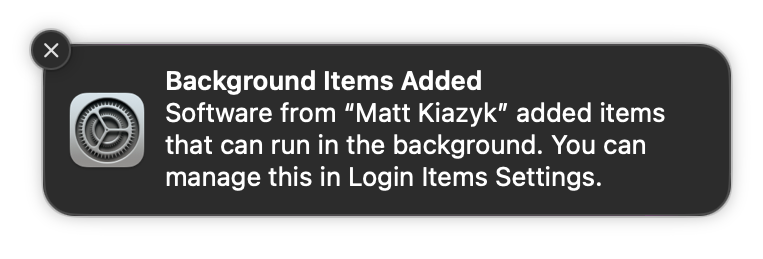 Background Items Added
Software from “Matt Kiazyk” added items
that can run in the background. You can
manage this in Login Items Settings.